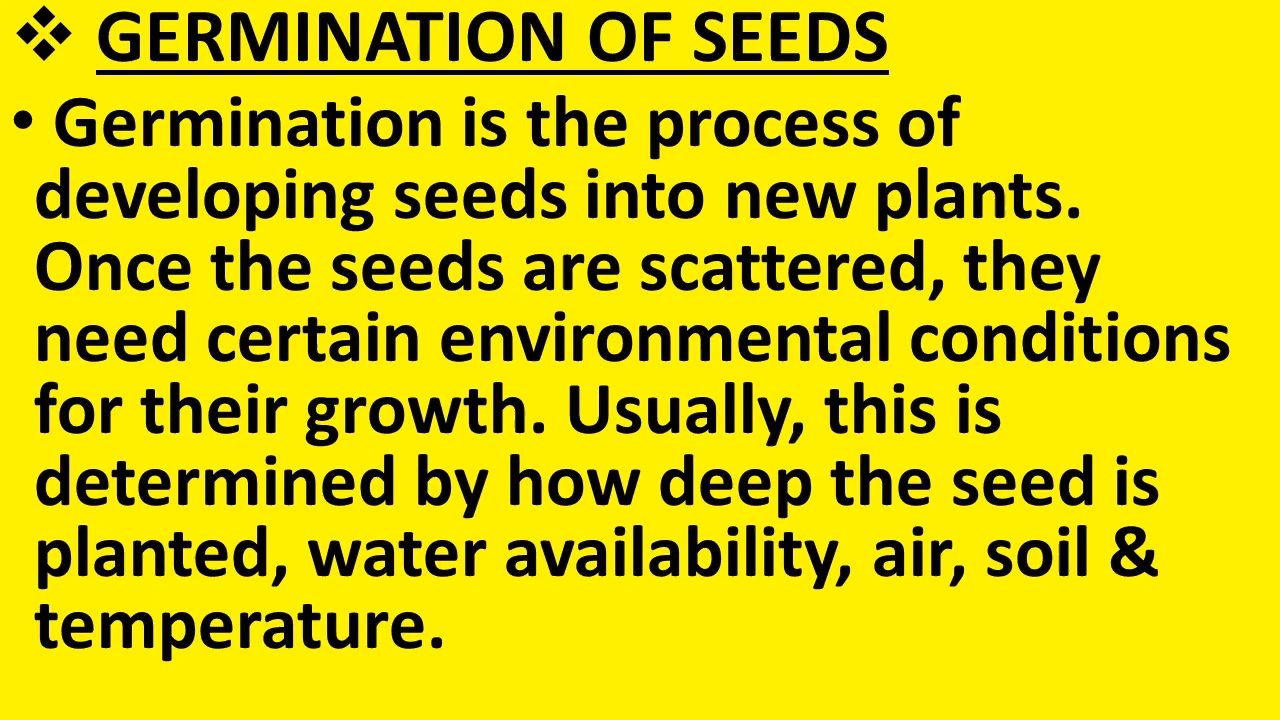 ❖ GERMINATION OF SEEDS
• Germination is the process of
developing seeds into new plants.
Once the seeds are scattered, they
need certain environmental conditions
for their growth. Usually, this is
determined by how deep the seed is
planted, water availability, air, soil &
temperature.